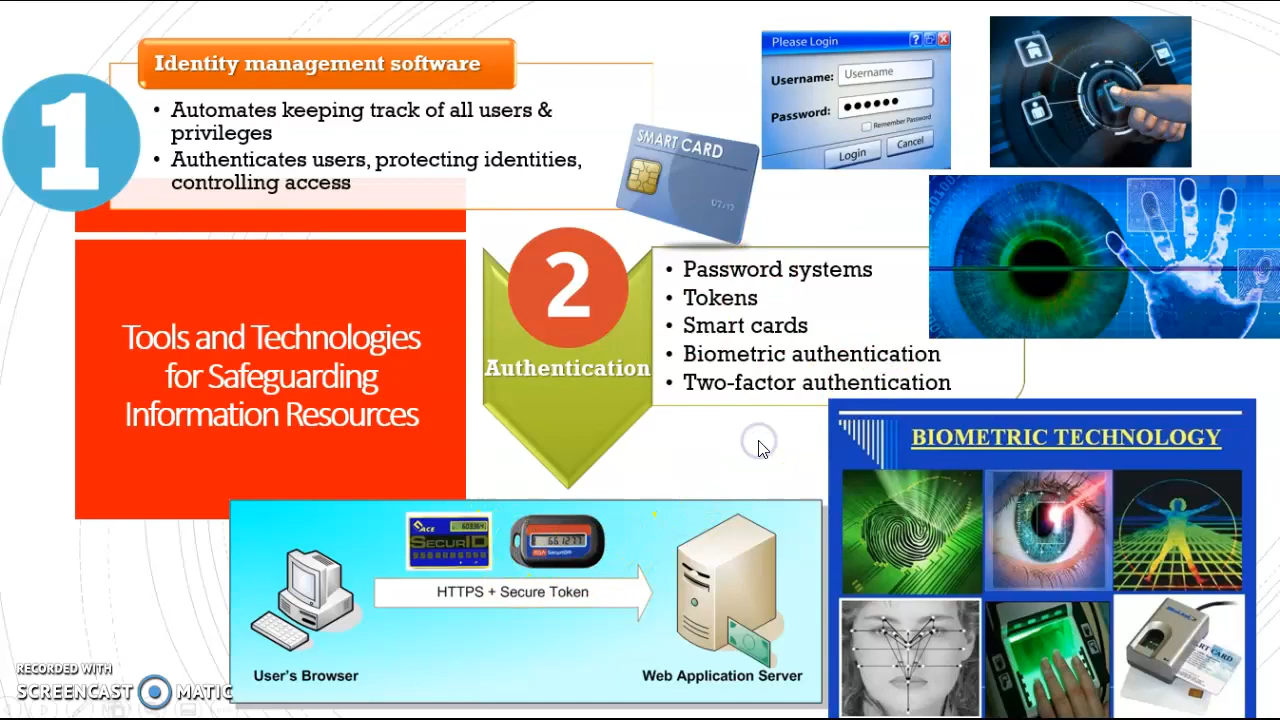 1
Identity management software
• Automates keeping track of all users &
privileges
• Authenticates users, protecting identities,
controlling access
SMART CARD
Please Login
Username:
Username
Password:
Remember Password
Login
Cancel
Tools and Technologies
for Safeguarding
Information Resources
2
Authentication
• Password systems
• Tokens
• Smart cards
• Biometric authentication
• Two-factor authentication
BIOMETRIC TECHNOLOGY
ACE
SECURID
HTTPS + Secure Token
User's Browser
Web Application Server
RECORDED WITH
SCREENCAST MATIC